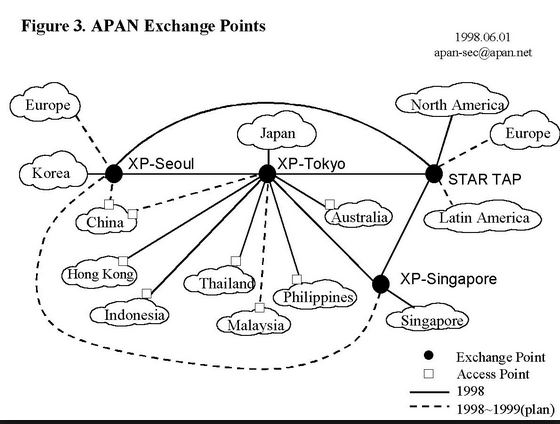 Figure 3. APAN Exchange Points
1998.06.01
apan-sec@apan.net
Europe
North America
Japan
Europe
XP-Seoul
XP-Tokyo
Korea
STAR TAP
China
Australia
Latin America
Hong Kong
Thailand
XP-Singapore
Philippines
Indonesia
Malaysia
Singapore
Exchange Point
Access Point
1998
1998~1999(plan)